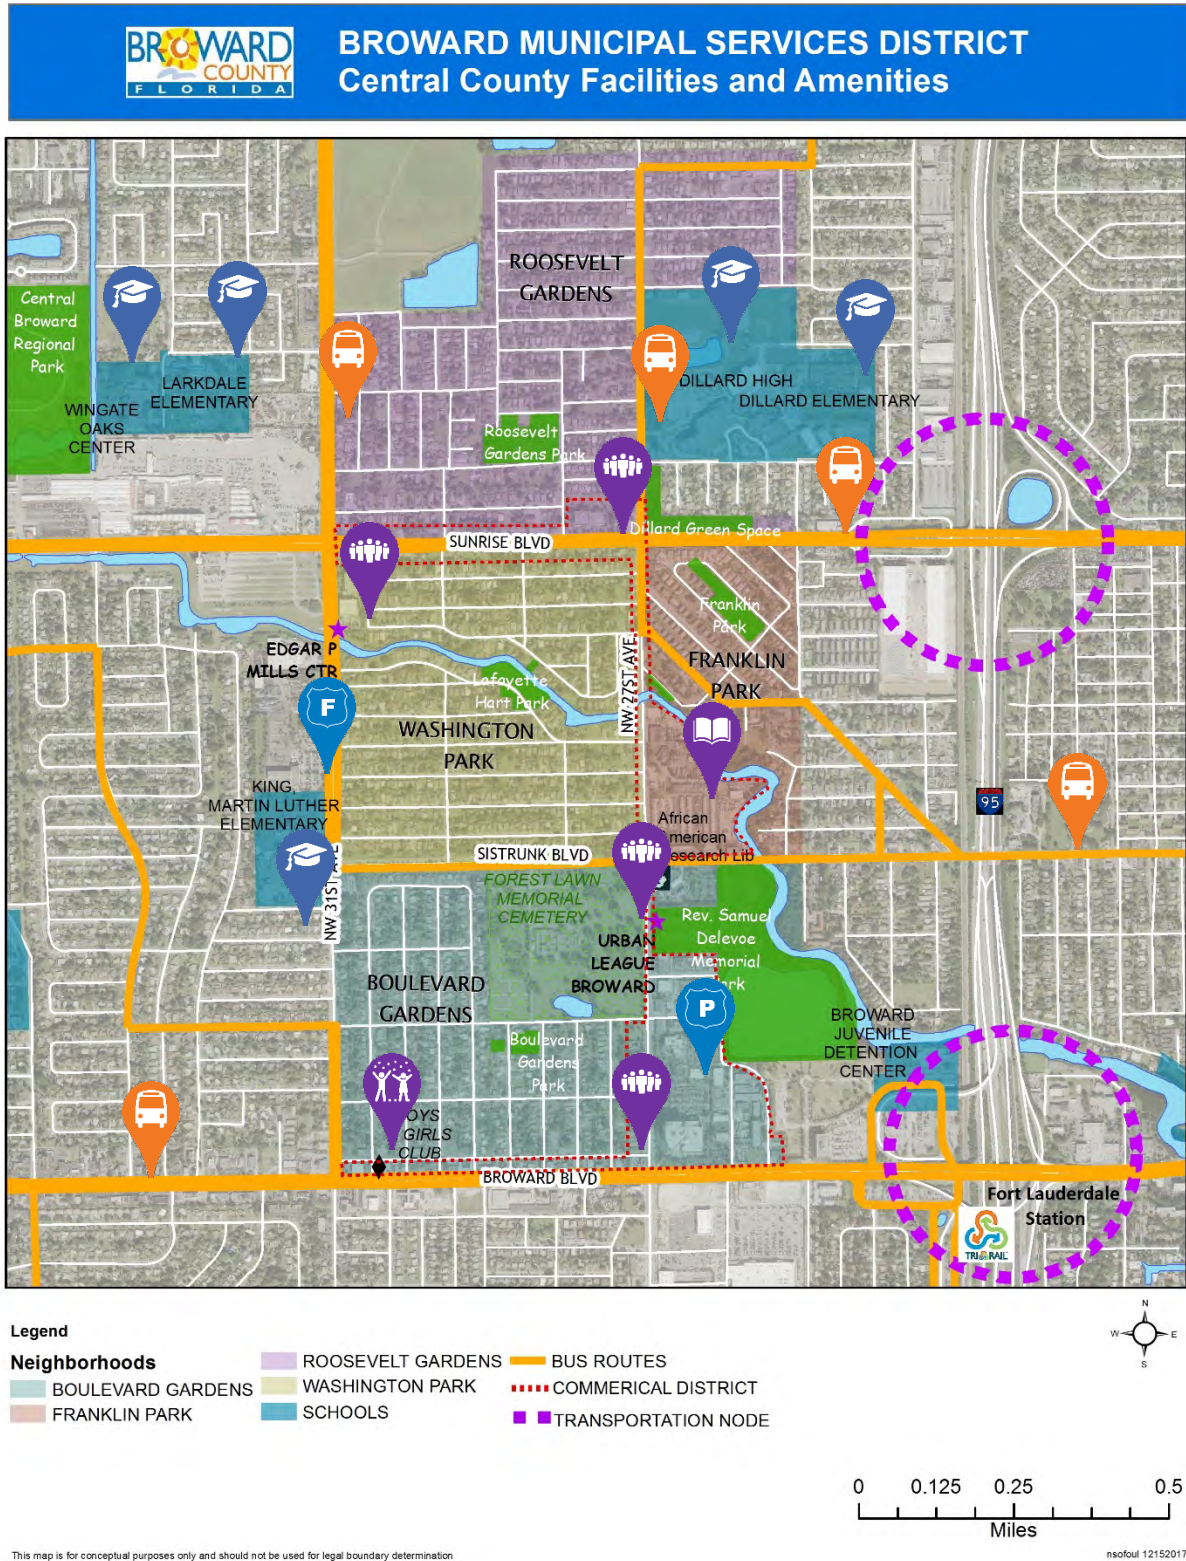 BROWARD
COUNTY
FLORIDA
BROWARD MUNICIPAL SERVICES DISTRICT
Central County Facilities and Amenities
ROOSEVELT
GARDENS
Central
Broward
Regional
Park
LARKDALE
ELEMENTARY
WINGATE
OAKS
CENTER
DILLARD HIGH
DILLARD ELEMENTARY
Roosevelt
Gardens Park
Dillard Green Space
SUNRISE BLVD
Franklin
Park
EDGAR P
MILLS CTR
FRANKLIN
PARK
NW 27ST AVE
Lafayette
Hart Park
F
WASHINGTON
PARK
KING,
MARTIN LUTHER
ELEMENTARY
95
African
American
Research Lib
SISTRUNK BLVD
NW 31ST AVE
FOREST LAWN
MEMORIAL
CEMETERY
Rev. Samuel
Delevoe
Memorial
Park
URBAN
LEAGUE
BROWARD
BOULEVARD
GARDENS
P
BROWARD
JUVENILE
DETENTION
CENTER
Boulevard
Gardens
Park
OYS
GIRLS
CLUB
BROWARD BLVD
Fort Lauderdale
Station
TRI RAIL
Legend
Neighborhoods
BOULEVARD GARDENS
FRANKLIN PARK
ROOSEVELT GARDENS
WASHINGTON PARK
SCHOOLS
BUS ROUTES
COMMERICAL DISTRICT
TRANSPORTATION NODE
N
W E
S
0 0.125 0.25 0.5
Miles
This map is for conceptual purposes only and should not be used for legal boundary determination
nsofoul 12152017